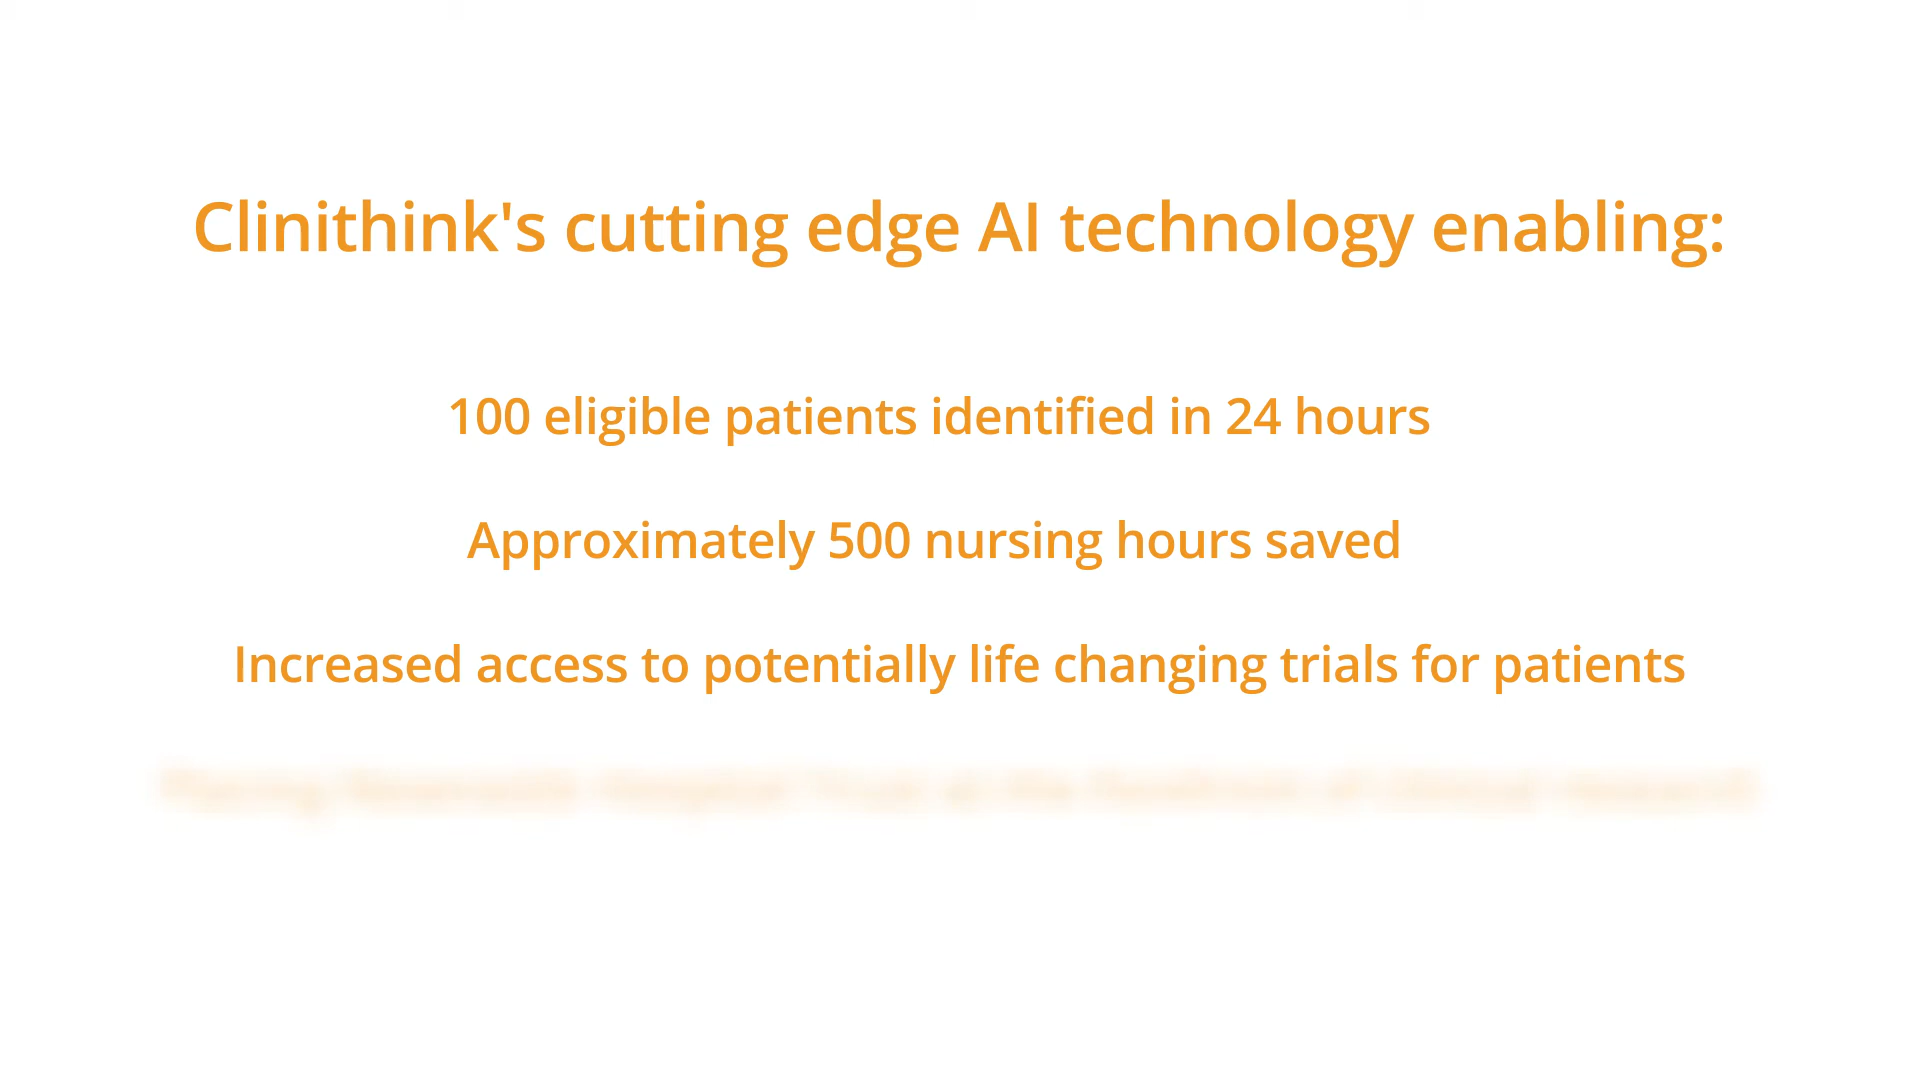 Clinithink's cutting edge AI technology enabling:
100 eligible patients identified in 24 hours
Approximately 500 nursing hours saved
Increased access to potentially life changing trials for patients